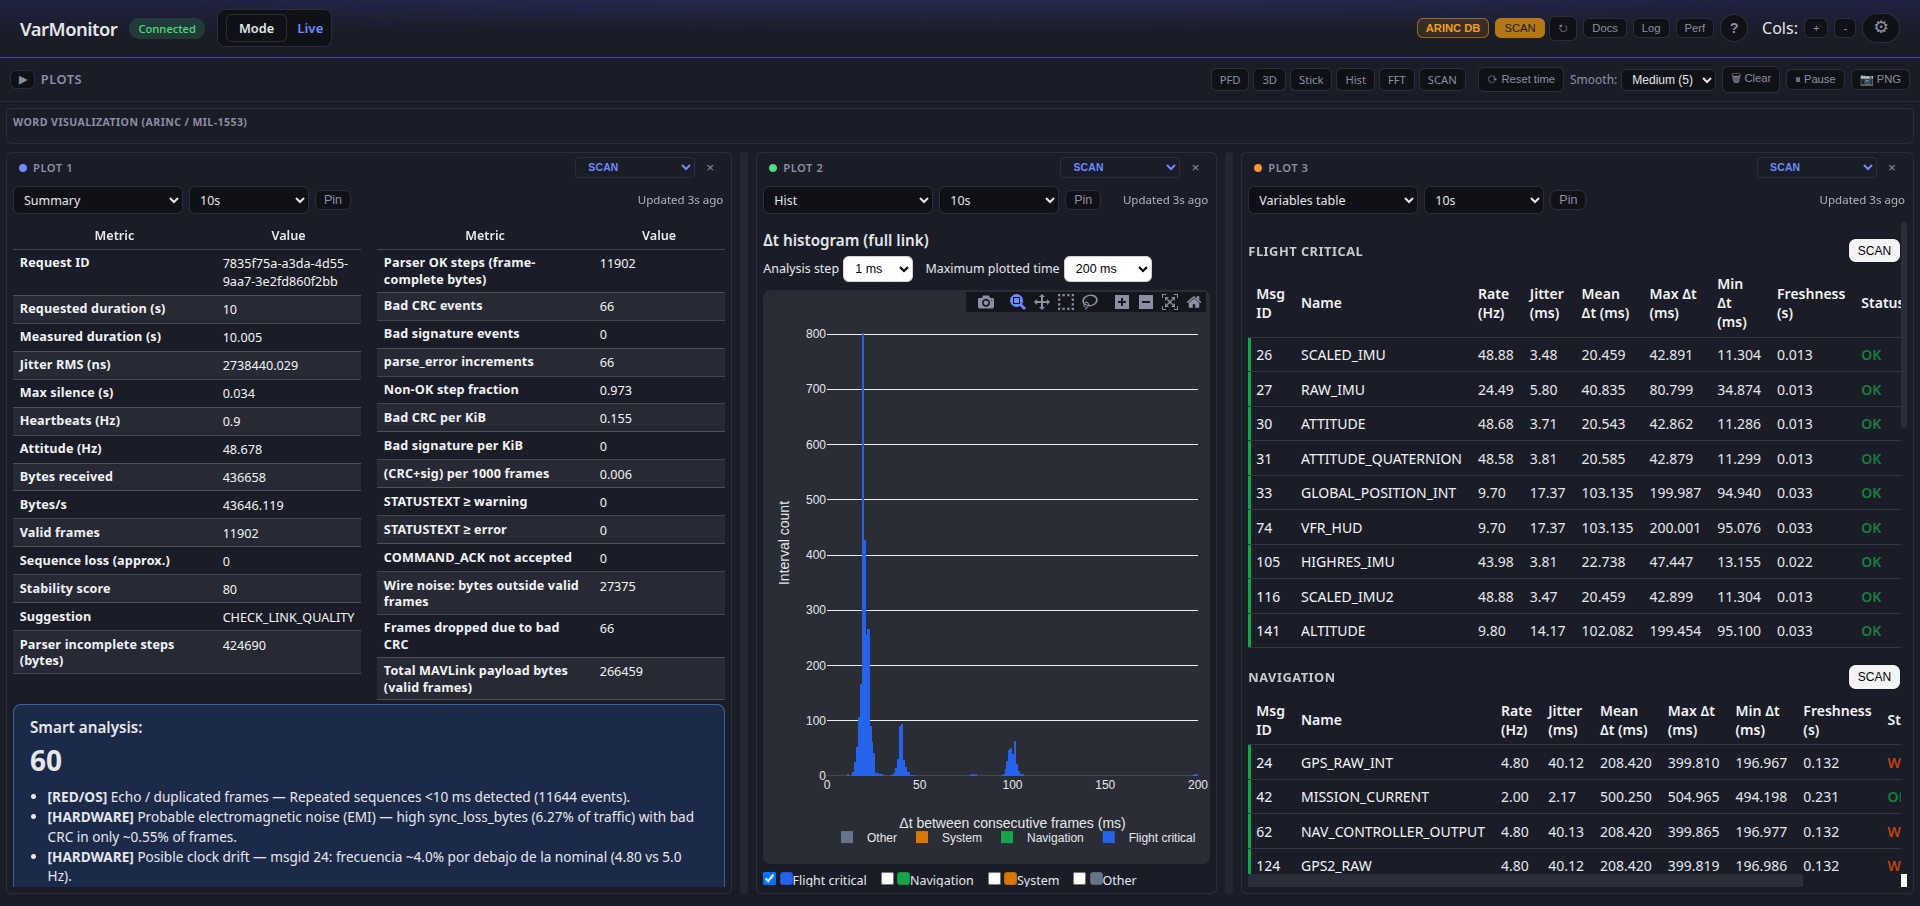 VarMonitor Connected Mode Live ARINC DB SCAN ↻ Docs Log Perf ? Cols: + - ⚙
▶ PLOTS PFD 3D Stick Hist FFT SCAN ⟳ Reset time Smooth: Medium (5) 🗑 Clear ⏸ Pause 📷 PNG
WORD VISUALIZATION (ARINC / MIL-1553)
PLOT 1 SCAN ×
Summary 10s Pin Updated 3s ago
Metric Value
Request ID 7835f75a-a3da-4d55-
9aa7-3e2fd860f2bb
Requested duration (s) 10
Measured duration (s) 10.005
Jitter RMS (ns) 2738440.029
Max silence (s) 0.034
Heartbeats (Hz) 0.9
Attitude (Hz) 48.678
Bytes received 436658
Bytes/s 43646.119
Valid frames 11902
Sequence loss (approx.) 0
Stability score 80
Suggestion CHECK_LINK_QUALITY
Parser incomplete steps 424690
(bytes)
Metric Value
Parser OK steps (frame- 11902
complete bytes)
Bad CRC events 66
Bad signature events 0
parse_error increments 66
Non-OK step fraction 0.973
Bad CRC per KiB 0.155
Bad signature per KiB 0
(CRC+sig) per 1000 frames 0.006
STATUSTEXT ≥ warning 0
STATUSTEXT ≥ error 0
COMMAND_ACK not accepted 0
Wire noise: bytes outside valid 27375
frames
Frames dropped due to bad 66
CRC
Total MAVLink payload bytes 266459
(valid frames)
Smart analysis:
60
• [RED/OS] Echo / duplicated frames — Repeated sequences <10 ms detected (11644 events).
• [HARDWARE] Probable electromagnetic noise (EMI) — high sync_loss_bytes (6.27% of traffic) with bad
CRC in only ~0.55% of frames.
• [HARDWARE] Posible clock drift — msgid 24: frecuencia ~4.0% por debajo de la nominal (4.80 vs 5.0
Hz).
PLOT 2 SCAN ×
Hist 10s Pin Updated 3s ago
Δt histogram (full link)
Analysis step 1 ms Maximum plotted time 200 ms
800
700
600
500
400
300
200
100
0
Interval count
0 50 100 150 200
Δt between consecutive frames (ms)
Other System Navigation Flight critical
Flight critical Navigation System Other
PLOT 3 SCAN ×
Variables table 10s Pin Updated 3s ago
FLIGHT CRITICAL SCAN
Msg ID Name Rate (Hz) Jitter (ms) Mean Δt (ms) Max Δt (ms) Min Δt (ms) Freshness (s) Status
26 SCALED_IMU 48.88 3.48 20.459 42.891 11.304 0.013 OK
27 RAW_IMU 24.49 5.80 40.835 80.799 34.874 0.013 OK
30 ATTITUDE 48.68 3.71 20.543 42.862 11.286 0.013 OK
31 ATTITUDE_QUATERNION 48.58 3.81 20.585 42.879 11.299 0.013 OK
33 GLOBAL_POSITION_INT 9.70 17.37 103.135 199.987 94.940 0.033 OK
74 VFR_HUD 9.70 17.37 103.135 200.001 95.076 0.033 OK
105 HIGHRES_IMU 43.98 3.81 22.738 47.447 13.155 0.022 OK
116 SCALED_IMU2 48.88 3.47 20.459 42.899 11.304 0.013 OK
141 ALTITUDE 9.80 14.17 102.082 199.454 95.100 0.033 OK
NAVIGATION SCAN
Msg ID Name Rate (Hz) Jitter (ms) Mean Δt (ms) Max Δt (ms) Min Δt (ms) Freshness (s) St
24 GPS_RAW_INT 4.80 40.12 208.420 399.810 196.967 0.132 W
42 MISSION_CURRENT 2.00 2.17 500.250 504.965 494.198 0.231 O
62 NAV_CONTROLLER_OUTPUT 4.80 40.13 208.420 399.865 196.977 0.132 W
124 GPS2_RAW 4.80 40.12 208.420 399.819 196.986 0.132 W